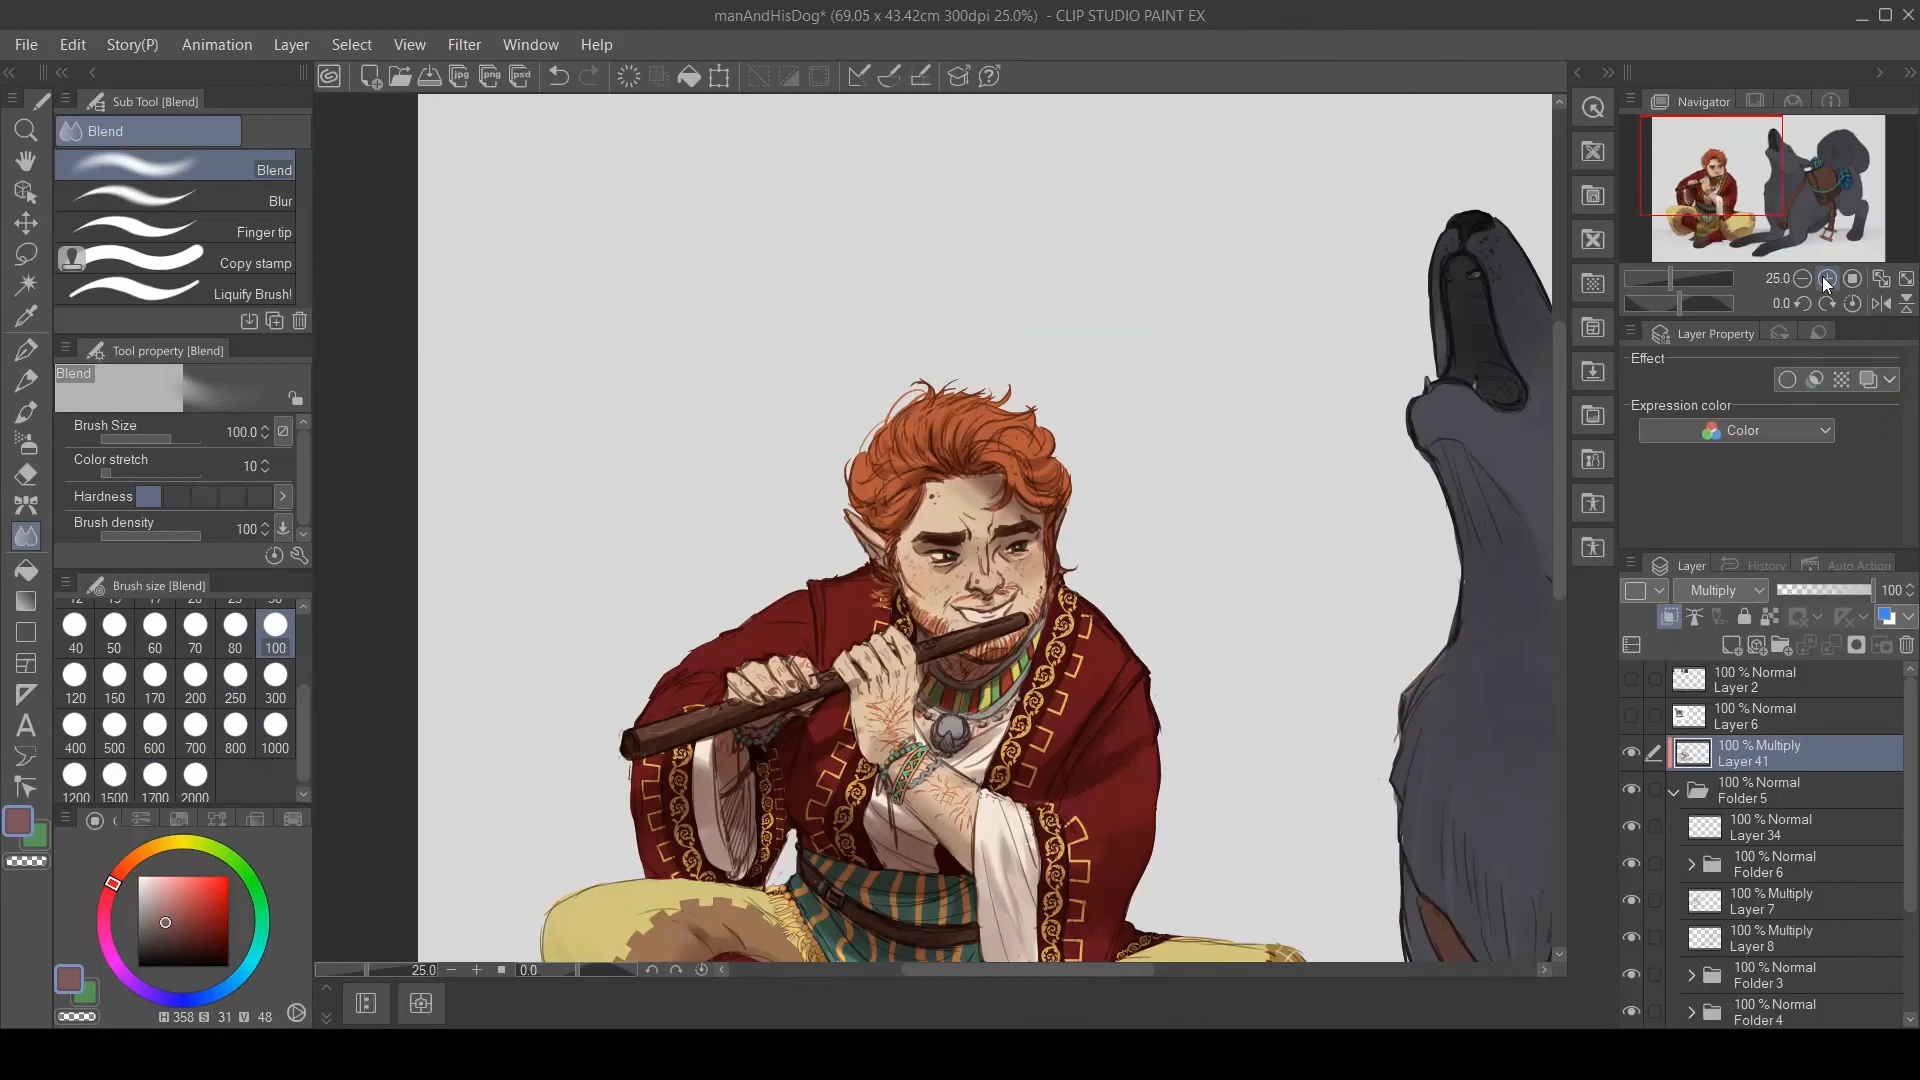 manAndHisDog* (69.05 x 43.42cm 300dpi 25.0%) - CLIP STUDIO PAINT EX
File Edit Story(P) Animation Layer Select View Filter Window Help
jpg png psd
Sub Tool [Blend]
Blend
Blend
Blur
Finger tip
Copy stamp
Liquify Brush!
Tool property [Blend]
Blend
Brush Size 100.0
Color stretch 10
Hardness
Brush density 100
Brush size [Blend]
40 50 60 70 80 100
120 150 170 200 250 300
400 500 600 700 800 1000
1200 1500 1700 2000
H 358 S 31 V 48
25.0 0.0
Navigator
25.0
0.0
Layer Property
Effect
Expression color
Color
Layer History Auto Action
Multiply 100
100 % Normal
Layer 2
100 % Normal
Layer 6
100 % Multiply
Layer 41
100 % Normal
Folder 5
100 % Normal
Layer 34
100 % Normal
Folder 6
100 % Multiply
Layer 7
100 % Multiply
Layer 8
100 % Normal
Folder 3
100 % Normal
Folder 4